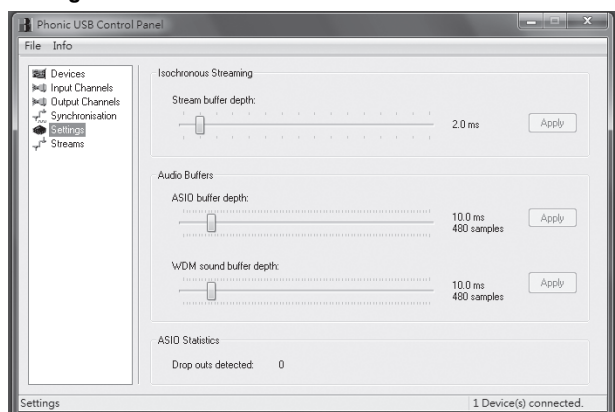 Phonic USB Control Panel
File Info
Devices
Input Channels
Output Channels
Synchronisation
Settings
Streams
Isochronous Streaming
Stream buffer depth:
2.0 ms
Apply
Audio Buffers
ASIO buffer depth:
10.0 ms
480 samples
Apply
WDM sound buffer depth:
10.0 ms
480 samples
Apply
ASIO Statistics
Drop outs detected: 0
Settings
1 Device(s) connected.